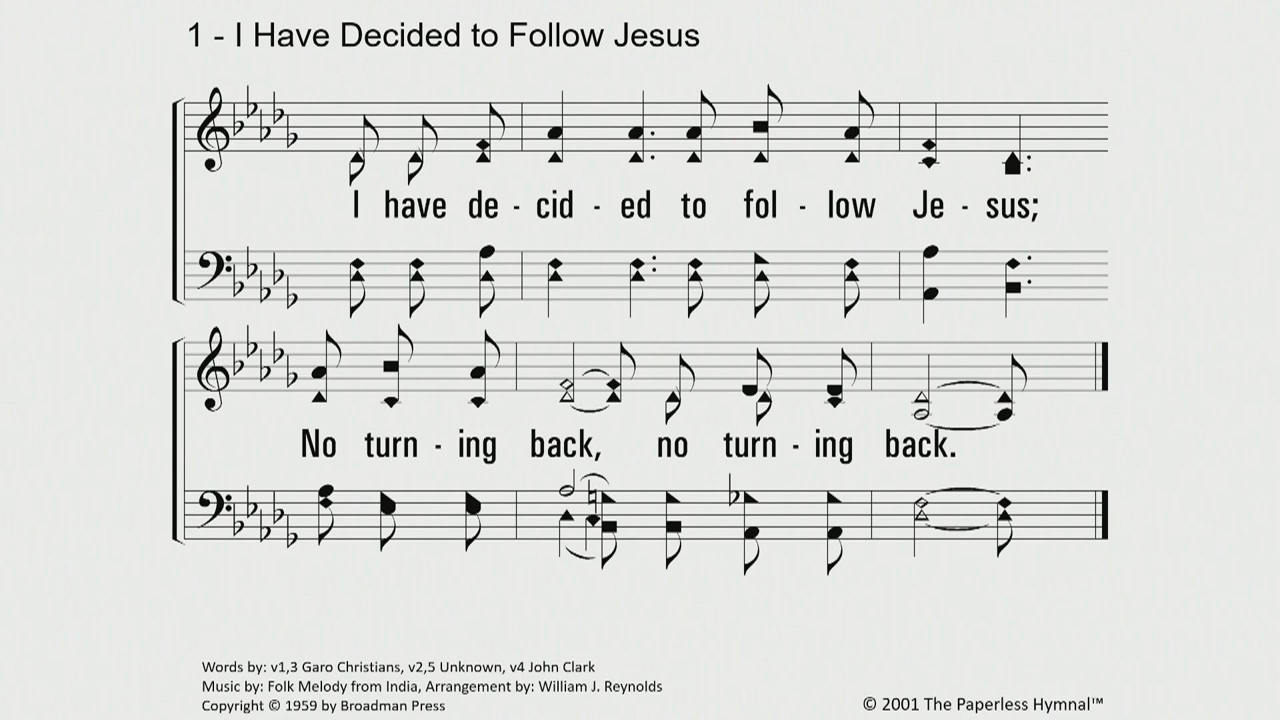 1 - I Have Decided to Follow Jesus
I have de - cid - ed to fol - low Je - sus;
No turn - ing back, no turn - ing back.
Words by: v1,3 Garo Christians, v2,5 Unknown, v4 John Clark
Music by: Folk Melody from India, Arrangement by: William J. Reynolds
Copyright © 1959 by Broadman Press
© 2001 The Paperless Hymnal™